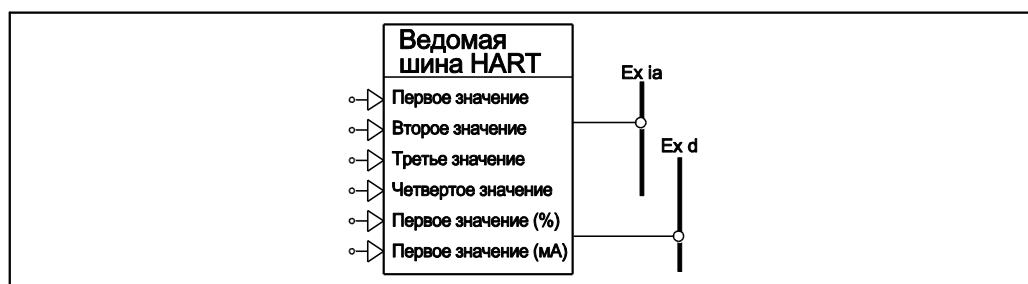 Ведомая
шина HART
Первое значение
Второе значение
Третье значение
Четвертое значение
Первое значение (%)
Первое значение (мА)
Ex ia
Ex d